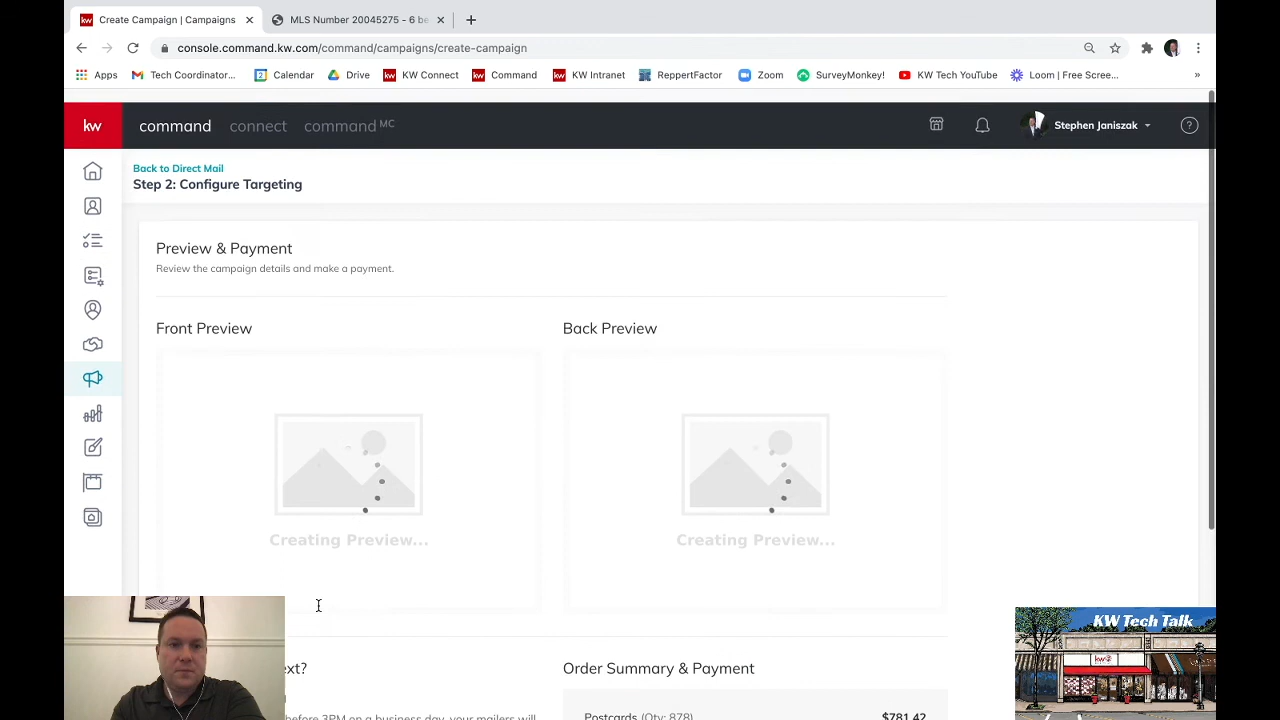 Create Campaign | Campaigns
MLS Number 20045275 - 6 be
console.command.kw.com/command/campaigns/create-campaign
Apps
Tech Coordinator...
Calendar
Drive
KW Connect
Command
KW Intranet
ReppertFactor
Zoom
SurveyMonkey!
KW Tech YouTube
Loom | Free Scree...
kw
command
connect
command MC
Stephen Janiszak
Back to Direct Mail
Step 2: Configure Targeting
Preview & Payment
Review the campaign details and make a payment.
Front Preview
Back Preview
Creating Preview...
Creating Preview...
ext?
Order Summary & Payment
before 3PM on a business day, your mailers will
Postcards (Qty: 878)
$781.42
KW Tech Talk
kw